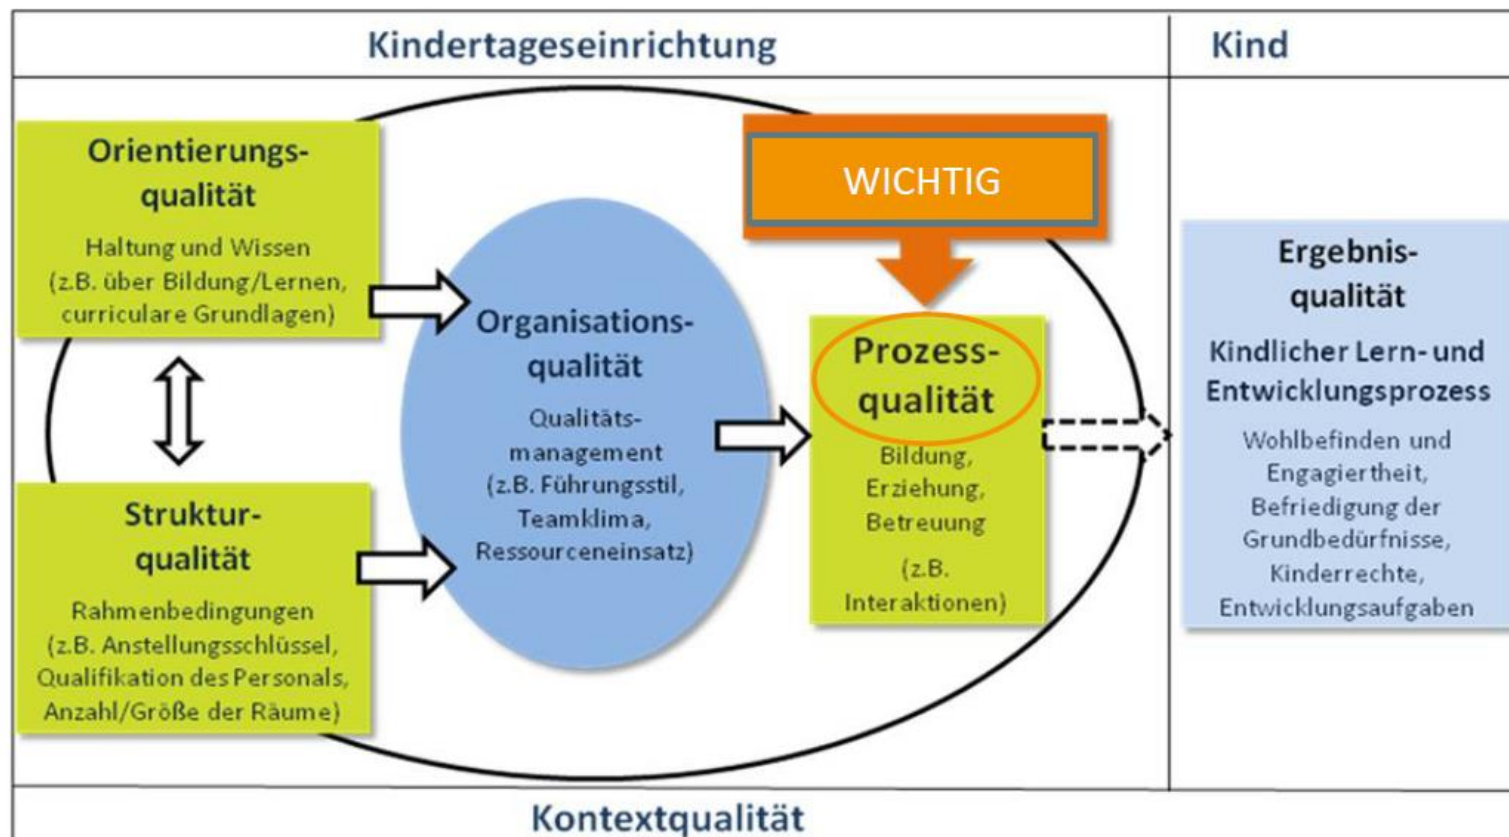 Kindertageseinrichtung
Kind
Orientierungs-
qualität
Haltung und Wissen
(z.B. über Bildung/Lernen,
curriculare Grundlagen)
Struktur-
qualität
Rahmenbedingungen
(z.B. Anstellungsschlüssel,
Qualifikation des Personals,
Anzahl/Größe der Räume)
Organisations-
qualität
Qualitäts-
management
(z.B. Führungsstil,
Teamklima,
Ressourceneinsatz)
WICHTIG
Prozess-
qualität
Bildung,
Erziehung,
Betreuung
(z.B.
Interaktionen)
Ergebnis-
qualität
Kindlicher Lern- und
Entwicklungsprozess
Wohlbefinden und
Engagiertheit,
Befriedigung der
Grundbedürfnisse,
Kinderrechte,
Entwicklungsaufgaben
Kontextqualität